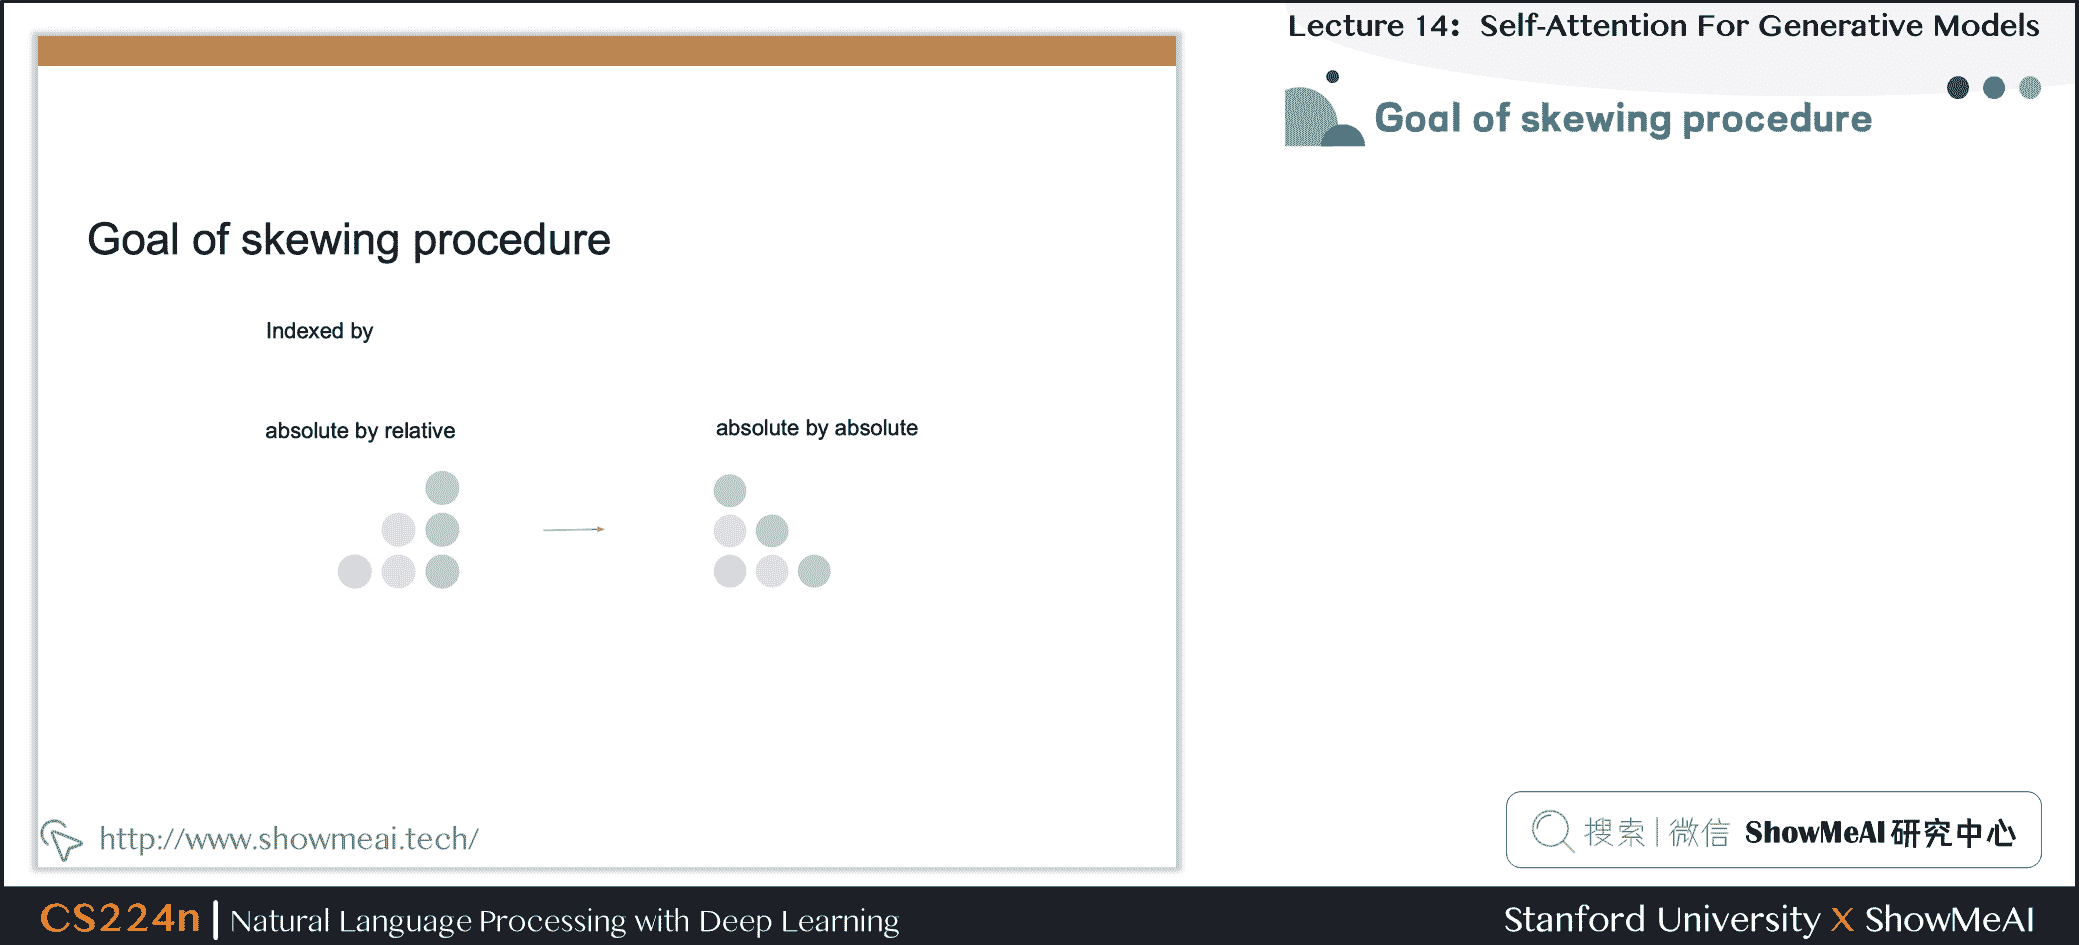 Lecture 14: Self-Attention For Generative Models
Goal of skewing procedure
Goal of skewing procedure
Indexed by
absolute by relative
absolute by absolute
http://www.showmeai.tech/
搜索 | 微信 ShowMeAI 研究中心
CS224n | Natural Language Processing with Deep Learning
Stanford University X ShowMeAI